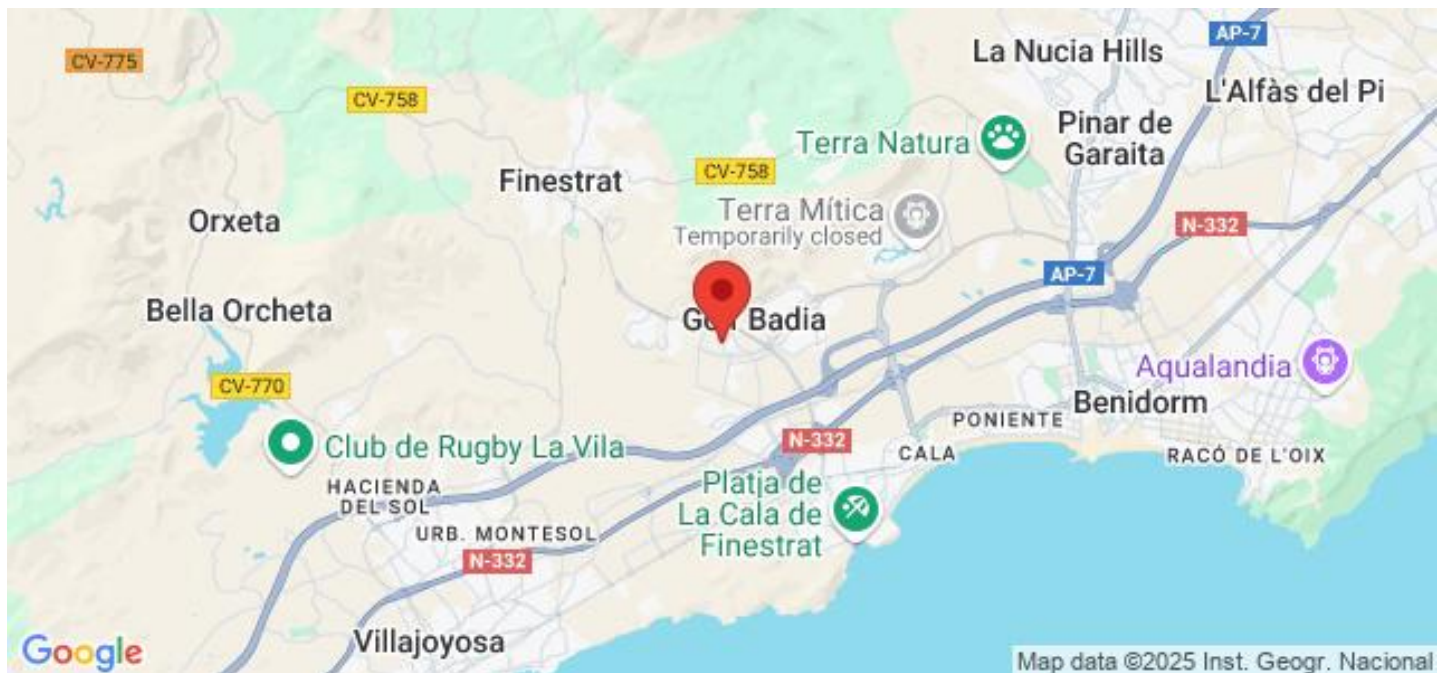 CV-775
CV-758
La Nucia Hills
AP-7
L'Alfàs del Pi
Terra Natura
Pinar de
Garaita
Finestrat
CV-758
Orxeta
Terra Mítica
Temporarily closed
N-332
Bella Orcheta
AP-7
Badia
Aqualandia
CV-770
Benidorm
PONIENTE
Club de Rugby La Vila
N-332
CALA
RACÓ DE L'OIX
HACIENDA
DEL SOL
Platja de
La Cala de
Finestrat
URB. MONTESOL
N-332
Villajoyosa
Google
Map data ©2025 Inst. Geogr. Nacional